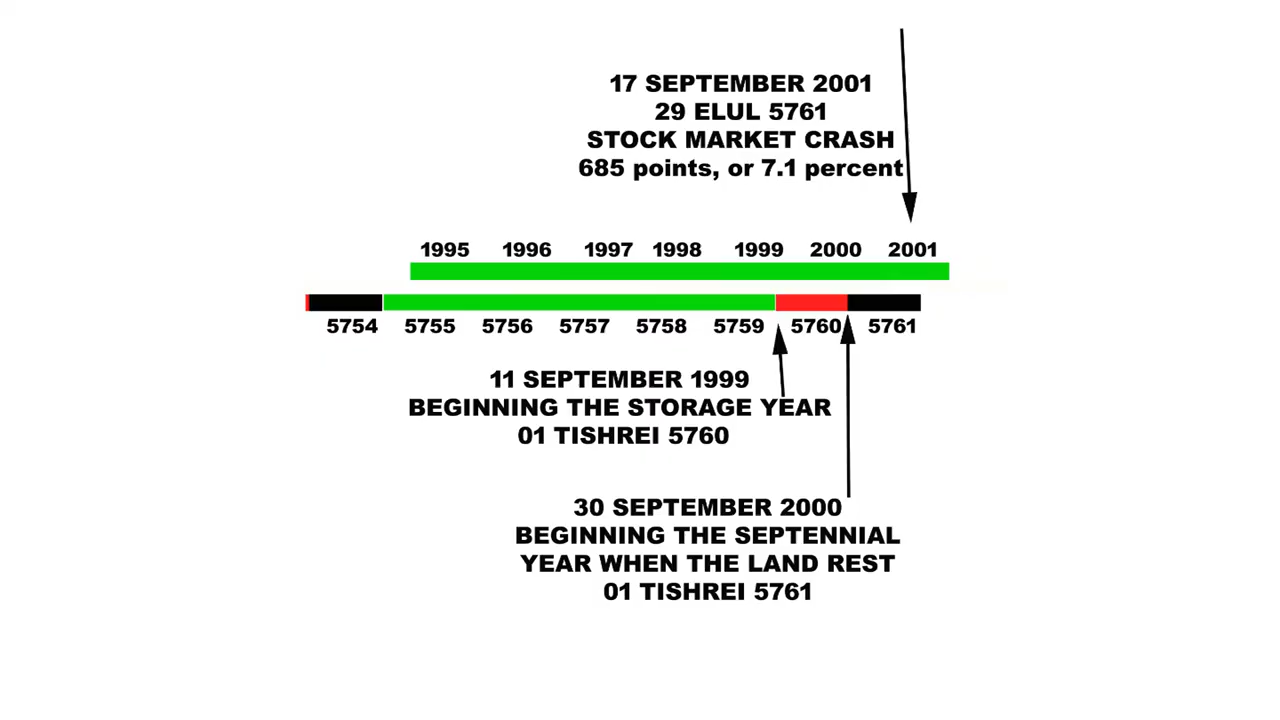 17 SEPTEMBER 2001
29 ELUL 5761
STOCK MARKET CRASH
685 points, or 7.1 percent
1995 1996 1997 1998 1999 2000 2001
5754 5755 5756 5757 5758 5759 5760 5761
11 SEPTEMBER 1999
BEGINNING THE STORAGE YEAR
01 TISHREI 5760
30 SEPTEMBER 2000
BEGINNING THE SEPTENNIAL
YEAR WHEN THE LAND REST
01 TISHREI 5761